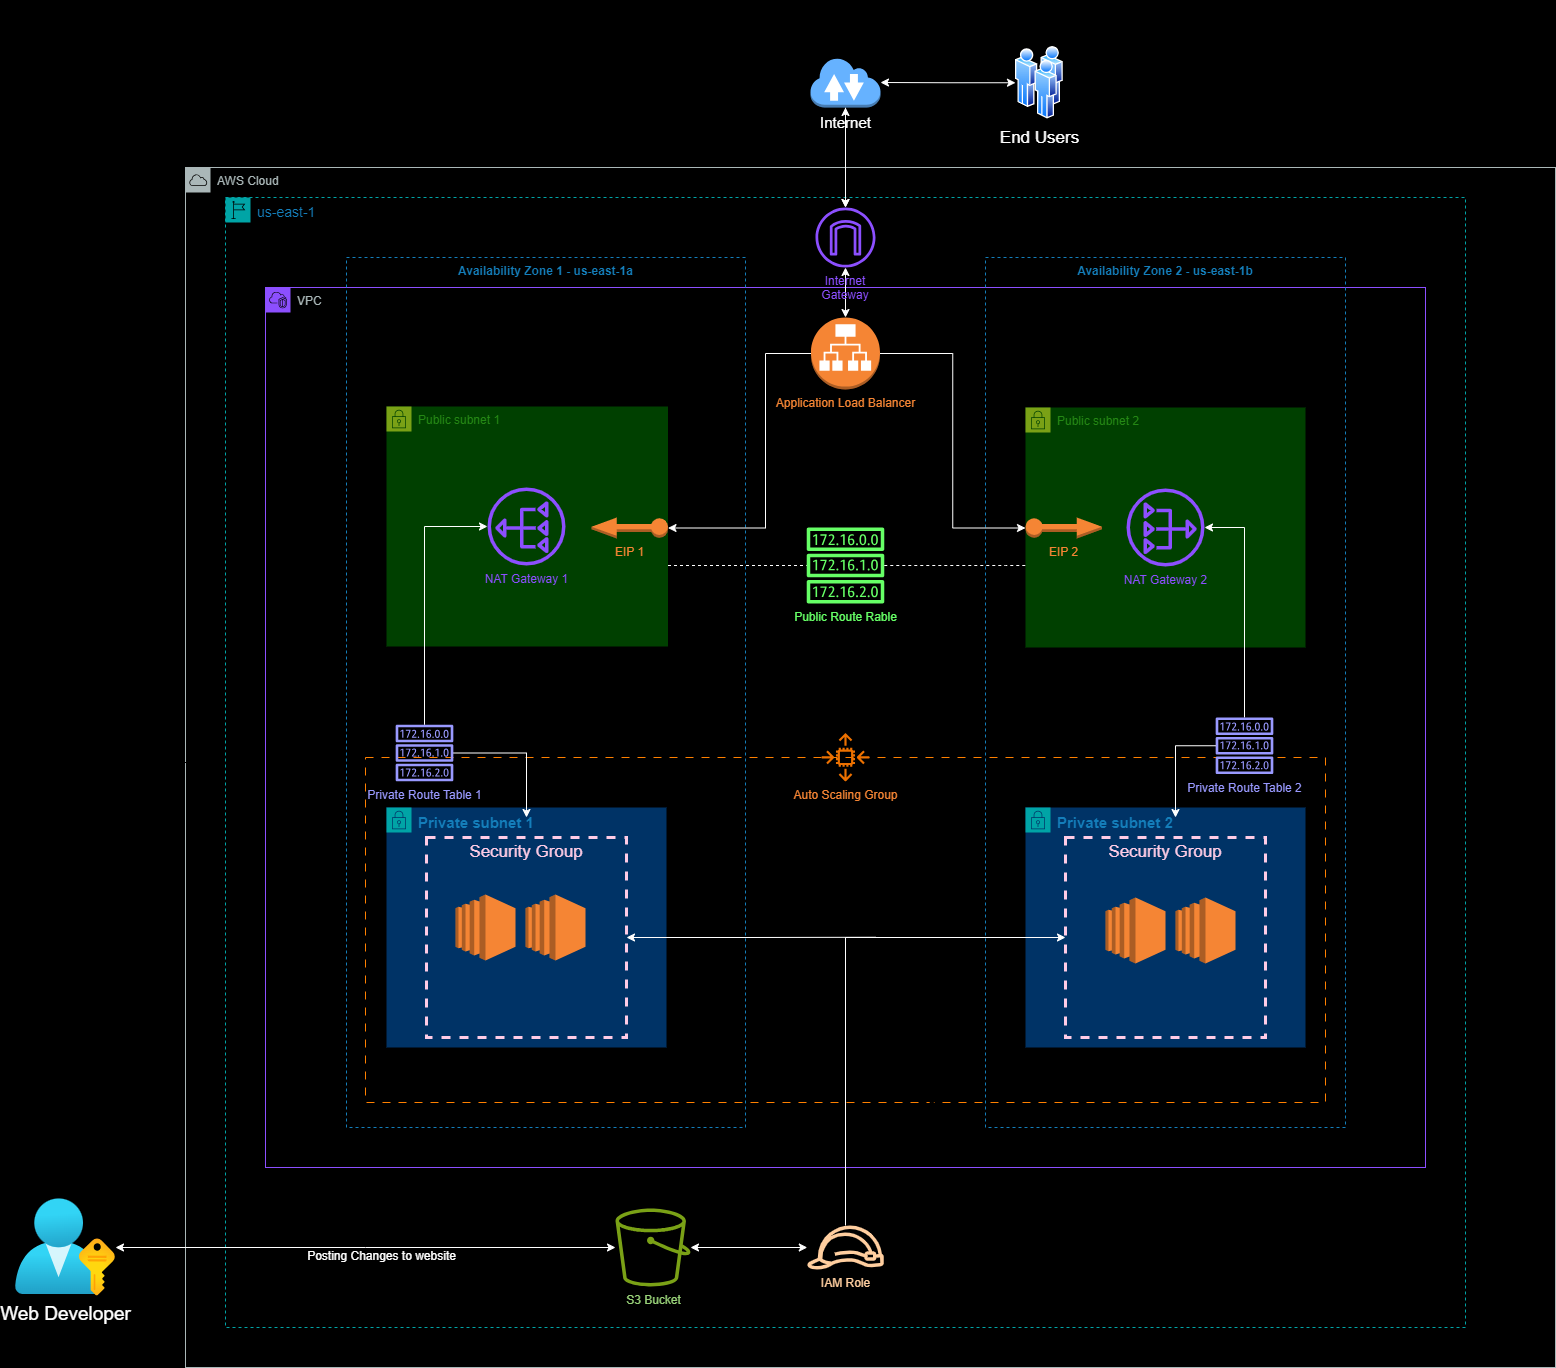 Internet
End Users
AWS Cloud
us-east-1
Availability Zone 1 - us-east-1a
Availability Zone 2 - us-east-1b
Internet
Gateway
VPC
Application Load Balancer
Public subnet 1
Public subnet 2
EIP 1
EIP 2
NAT Gateway 1
NAT Gateway 2
172.16.0.0
172.16.1.0
172.16.2.0
Public Route Rable
172.16.0.0
172.16.1.0
172.16.2.0
Private Route Table 1
Auto Scaling Group
172.16.0.0
172.16.1.0
172.16.2.0
Private Route Table 2
Private subnet 1
Security Group
Private subnet 2
Security Group
Posting Changes to website
Web Developer
S3 Bucket
IAM Role